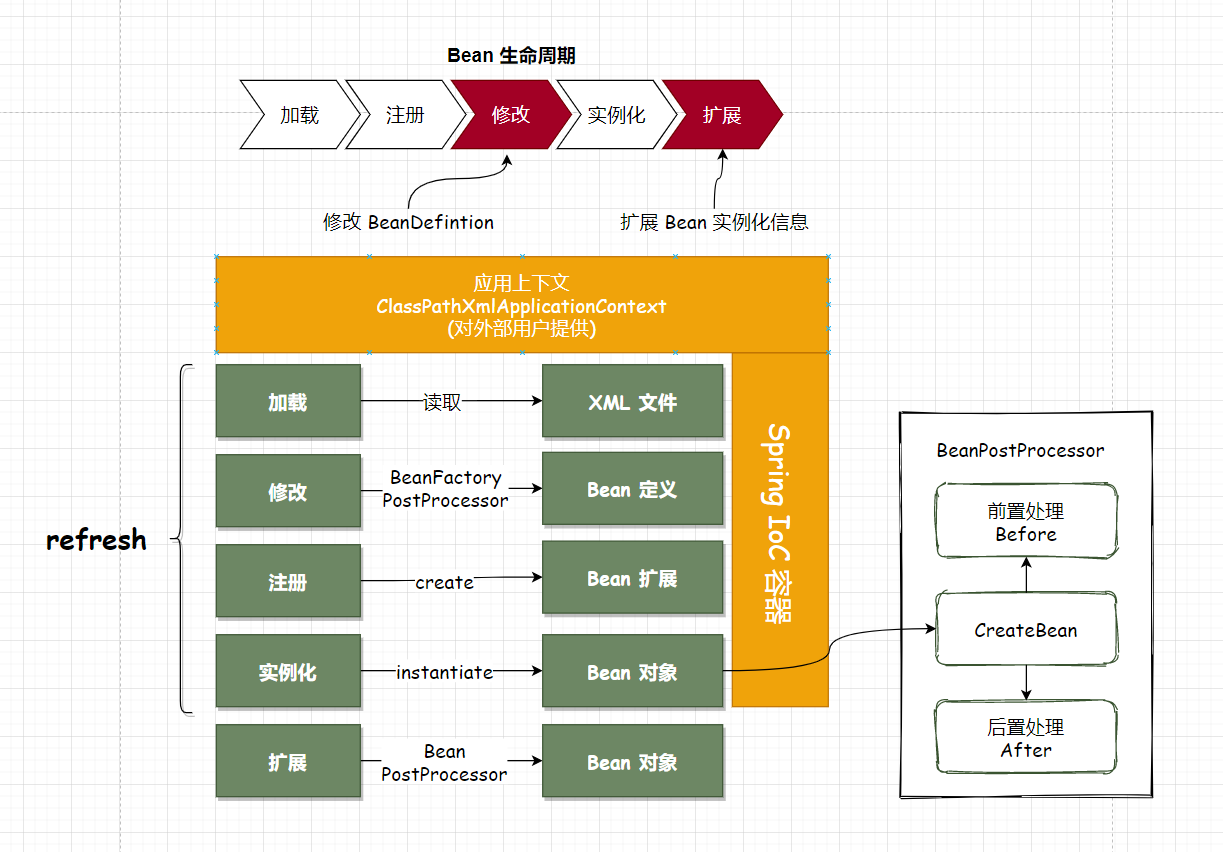 Bean 生命周期
加载
注册
修改
实例化
扩展
修改 BeanDefintion
扩展 Bean 实例化信息
应用上下文
ClassPathXmlApplicationContext
(对外部用户提供)
加载
读取
XML 文件
修改
BeanFactory
PostProcessor
Bean 定义
refresh
注册
create
Bean 扩展
实例化
instantiate
Bean 对象
扩展
Bean
PostProcessor
Bean 对象
Spring IoC 容器
BeanPostProcessor
前置处理
Before
CreateBean
后置处理
After